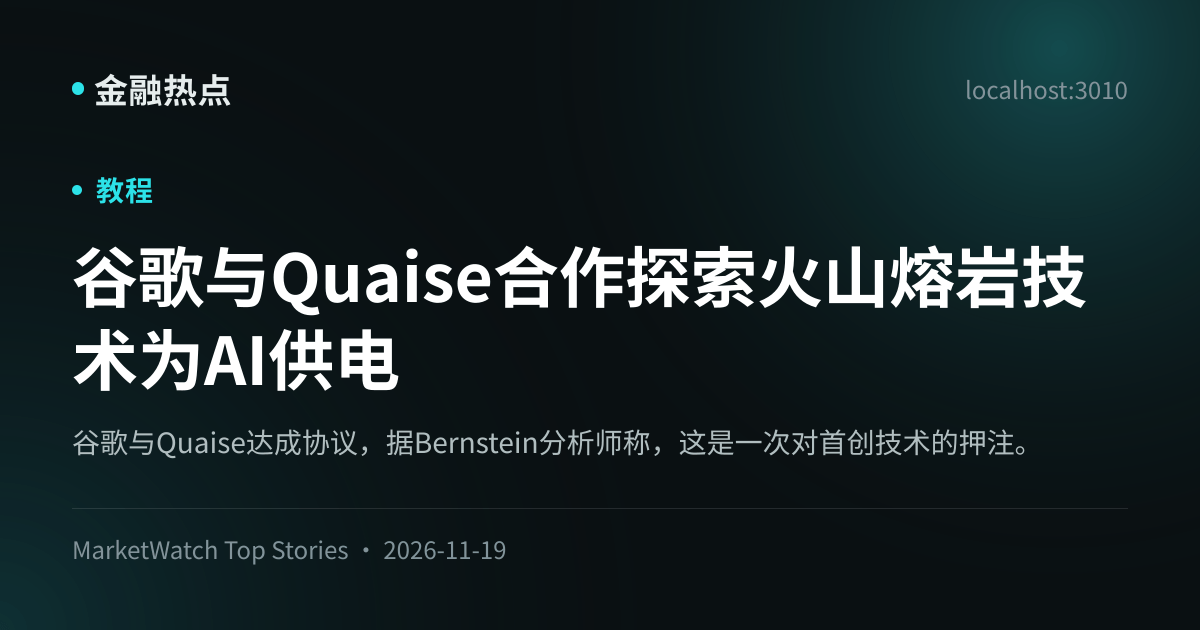 金融热点
localhost:3010
教程
谷歌与Quaise合作探索火山熔岩技
术为AI供电
谷歌与Quaise达成协议，据Bernstein分析师称，这是一次对首创技术的押注。
MarketWatch Top Stories · 2026-11-19